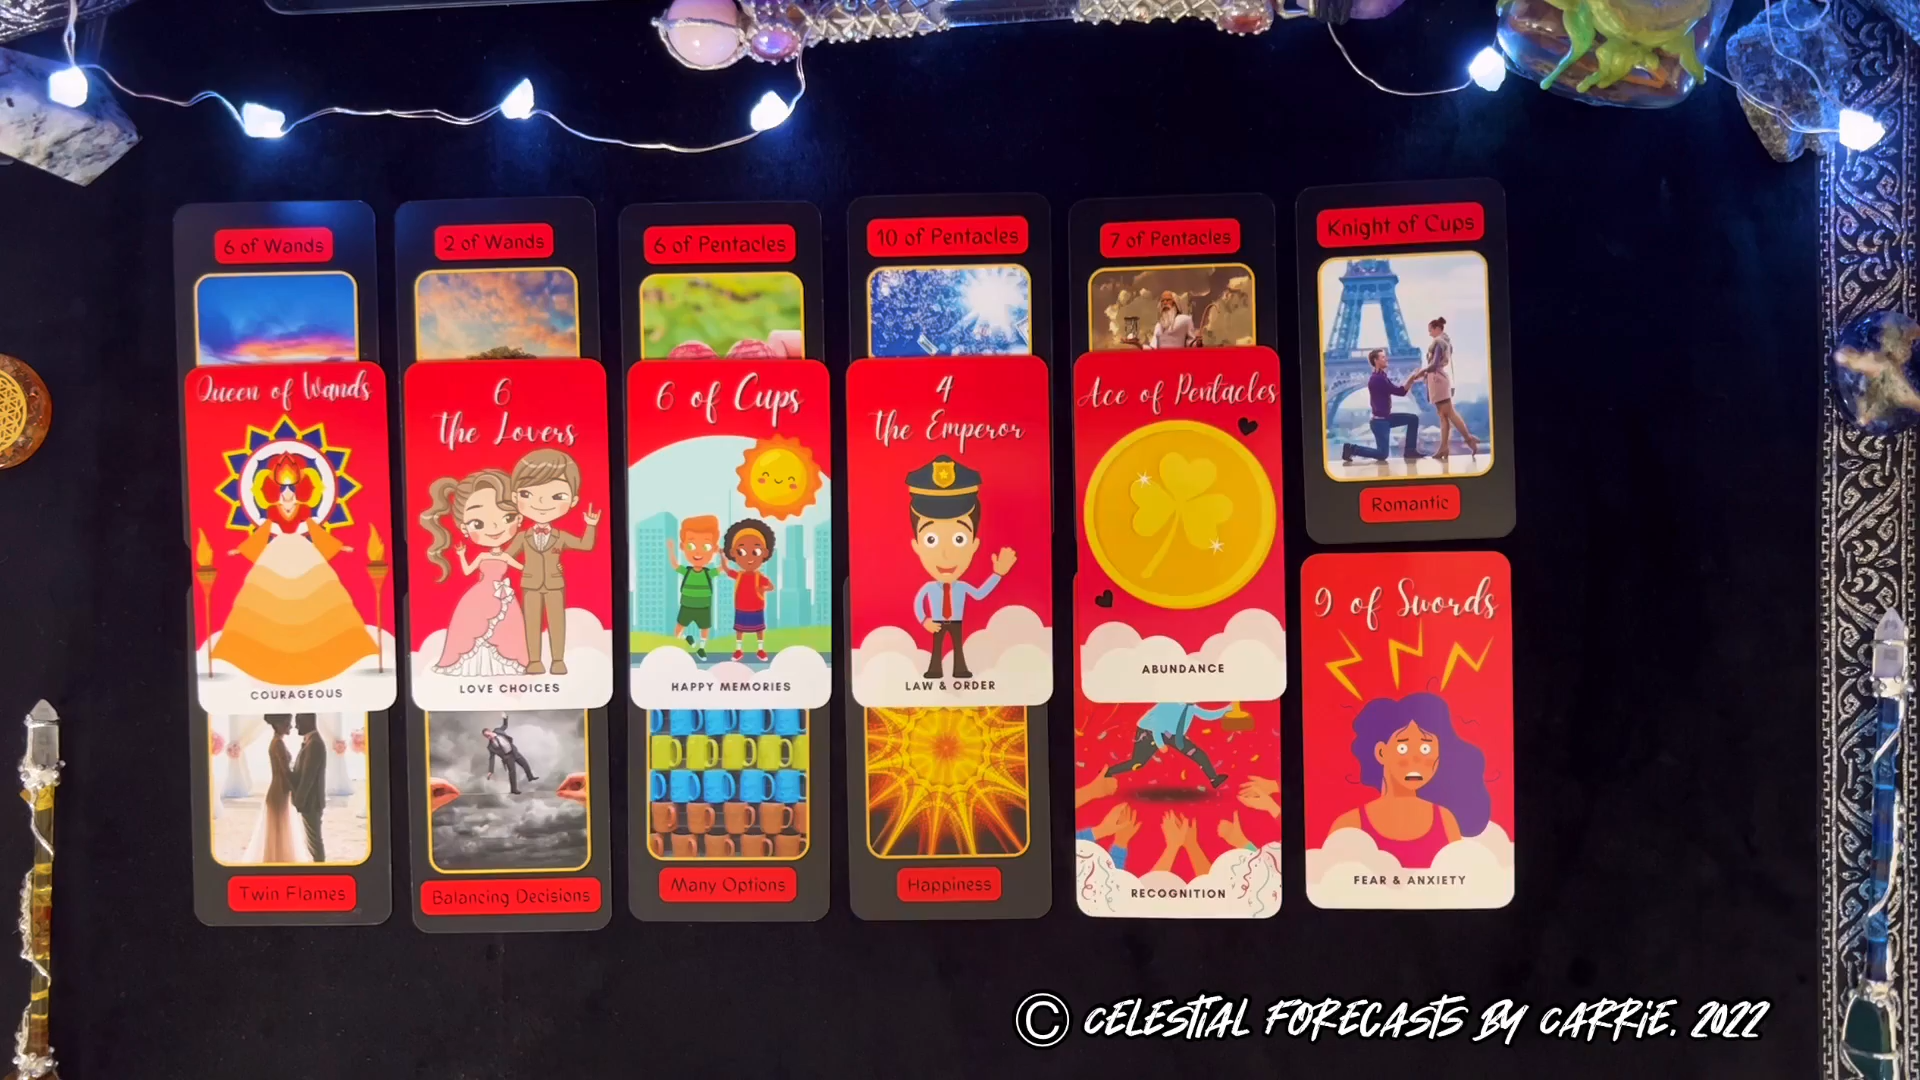 6 of Wands
2 of Wands
6 of Pentacles
10 of Pentacles
7 of Pentacles
Knight of Cups
Queen of Wands
6
The Lovers
6 of Cups
4
The Emperor
Ace of Pentacles
Romantic
9 of Swords
COURAGEOUS
LOVE CHOICES
HAPPY MEMORIES
LAW & ORDER
ABUNDANCE
Twin Flames
Balancing Decisions
Many Options
Happiness
RECOGNITION
FEAR & ANXIETY
© CELESTIAL FORECASTS BY CARRIE. 2022